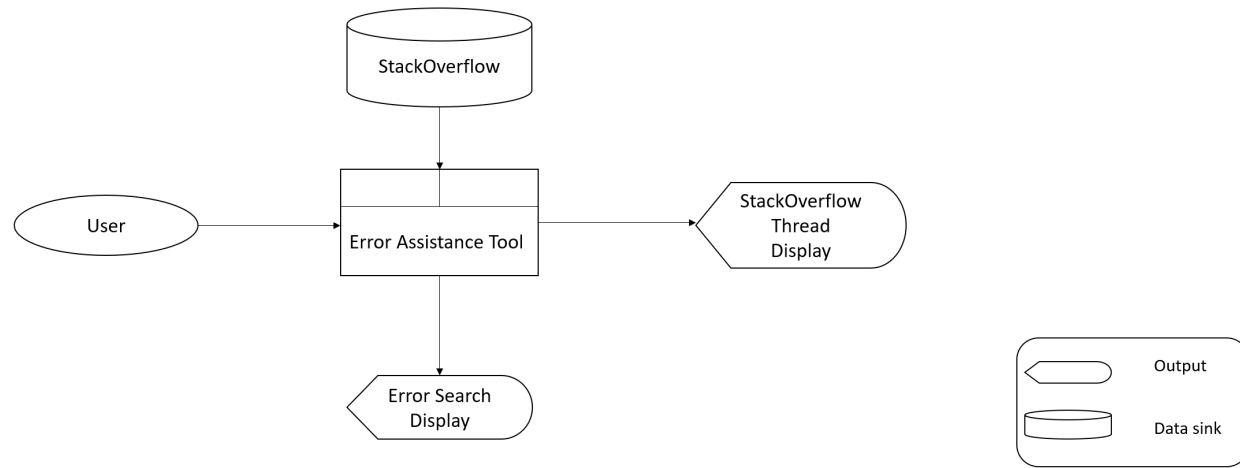 StackOverflow
User
Error Assistance Tool
StackOverflow
Thread
Display
Error Search
Display
Output
Data sink